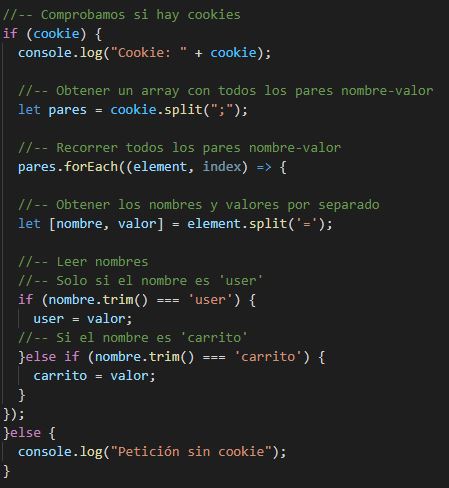 //-- Comprobamos si hay cookies
if (cookie) {
  console.log("Cookie: " + cookie);

  //-- Obtener un array con todos los pares nombre-valor
  let pares = cookie.split(";");

  //-- Recorrer todos los pares nombre-valor
  pares.forEach((element, index) => {

  //-- Obtener los nombres y valores por separado
  let [nombre, valor] = element.split('=');

  //-- Leer nombres
  //-- Solo si el nombre es 'user'
  if (nombre.trim() === 'user') {
    user = valor;
  //-- Si el nombre es 'carrito'
  }else if (nombre.trim() === 'carrito') {
    carrito = valor;
  }
});
}else {
  console.log("Petición sin cookie");
}